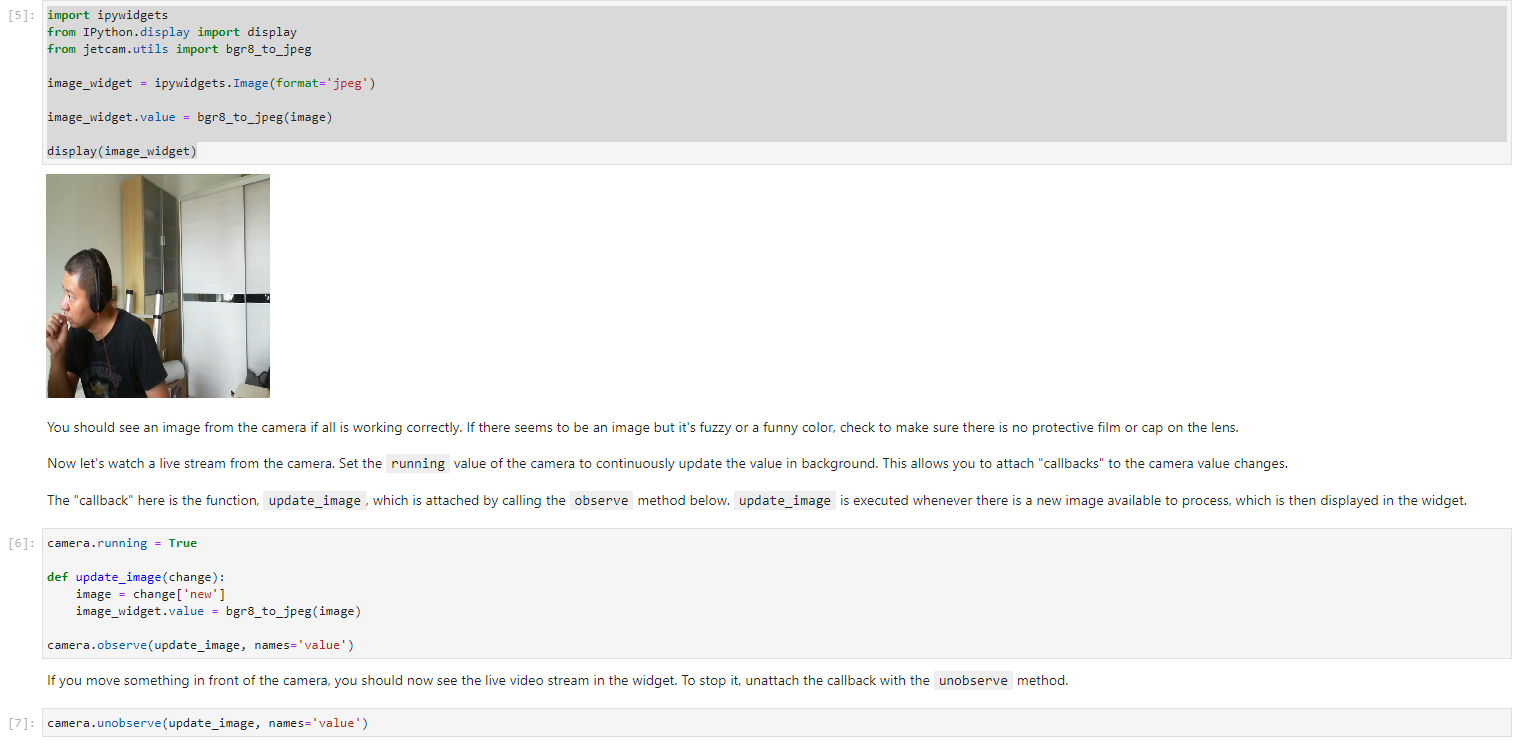 [5]:
import ipywidgets
from IPython.display import display
from jetcam.utils import bgr8_to_jpeg
image_widget = ipywidgets.Image(format='jpeg')
image_widget.value = bgr8_to_jpeg(image)
display(image_widget)
You should see an image from the camera if all is working correctly. If there seems to be an image but it's fuzzy or a funny color, check to make sure there is no protective film or cap on the lens.
Now let's watch a live stream from the camera. Set the running value of the camera to continuously update the value in background. This allows you to attach "callbacks" to the camera value changes.
The "callback" here is the function, update_image, which is attached by calling the observe method below. update_image is executed whenever there is a new image available to process, which is then displayed in the widget.
[6]:
camera.running = True
def update_image(change):
    image = change['new']
    image_widget.value = bgr8_to_jpeg(image)
camera.observe(update_image, names='value')
If you move something in front of the camera, you should now see the live video stream in the widget. To stop it, unattach the callback with the unobserve method.
[7]:
camera.unobserve(update_image, names='value')